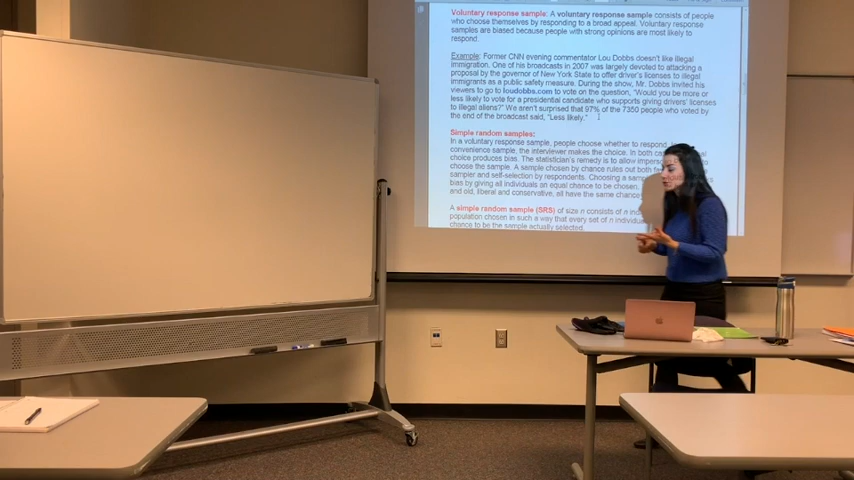 Voluntary response sample: A voluntary response sample consists of people
who choose themselves by responding to a broad appeal. Voluntary response
samples are biased because people with strong opinions are most likely to
respond.
Example: Former CNN evening commentator Lou Dobbs doesn't like illegal
immigration. One of his broadcasts in 2007 was largely devoted to attacking a
proposal by the governor of New York State to offer driver's licenses to illegal
immigrants as a public safety measure. During the show, Mr. Dobbs invited his
viewers to go to loudobbs.com to vote on the question, "Would you be more or
less likely to vote for a presidential candidate who supports giving drivers' licenses
to illegal aliens?" We aren't surprised that 97% of the 7350 people who voted by
the end of the broadcast said, "Less likely."
Simple random samples:
In a voluntary response sample, people choose whether to respond.
convenience sample, the interviewer makes the choice. In both
choice produces bias. The statistician's remedy is to allow
choose the sample. A sample chosen by chance rules out both
sampler and self-selection by respondents. Choosing a
bias by giving all individuals an equal chance to be chosen.
and old, liberal and conservative, all have the same chance
A simple random sample (SRS) of size n consists of n
population chosen in such a way that every set of n
chance to be the sample actually selected.